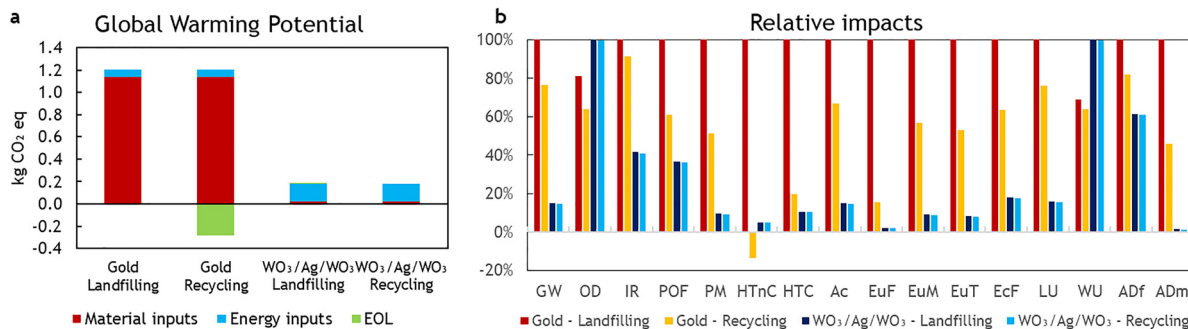 a
Global Warming Potential
kg CO₂ eq
1.4
1.2
1.0
0.8
0.6
0.4
0.2
0.0
-0.2
-0.4
Gold
Landfilling
Gold
Recycling
WO₃/Ag/WO₃
Landfilling
WO₃/Ag/WO₃
Recycling
Material inputs
Energy inputs
EOL
b
Relative impacts
100%
80%
60%
40%
20%
0%
-20%
GW OD IR POF PM HTnC HTC Ac EuF EuM EuT EcF LU WU ADf ADm
Gold - Landfilling
Gold - Recycling
WO₃/Ag/WO₃ - Landfilling
WO₃/Ag/WO₃ - Recycling